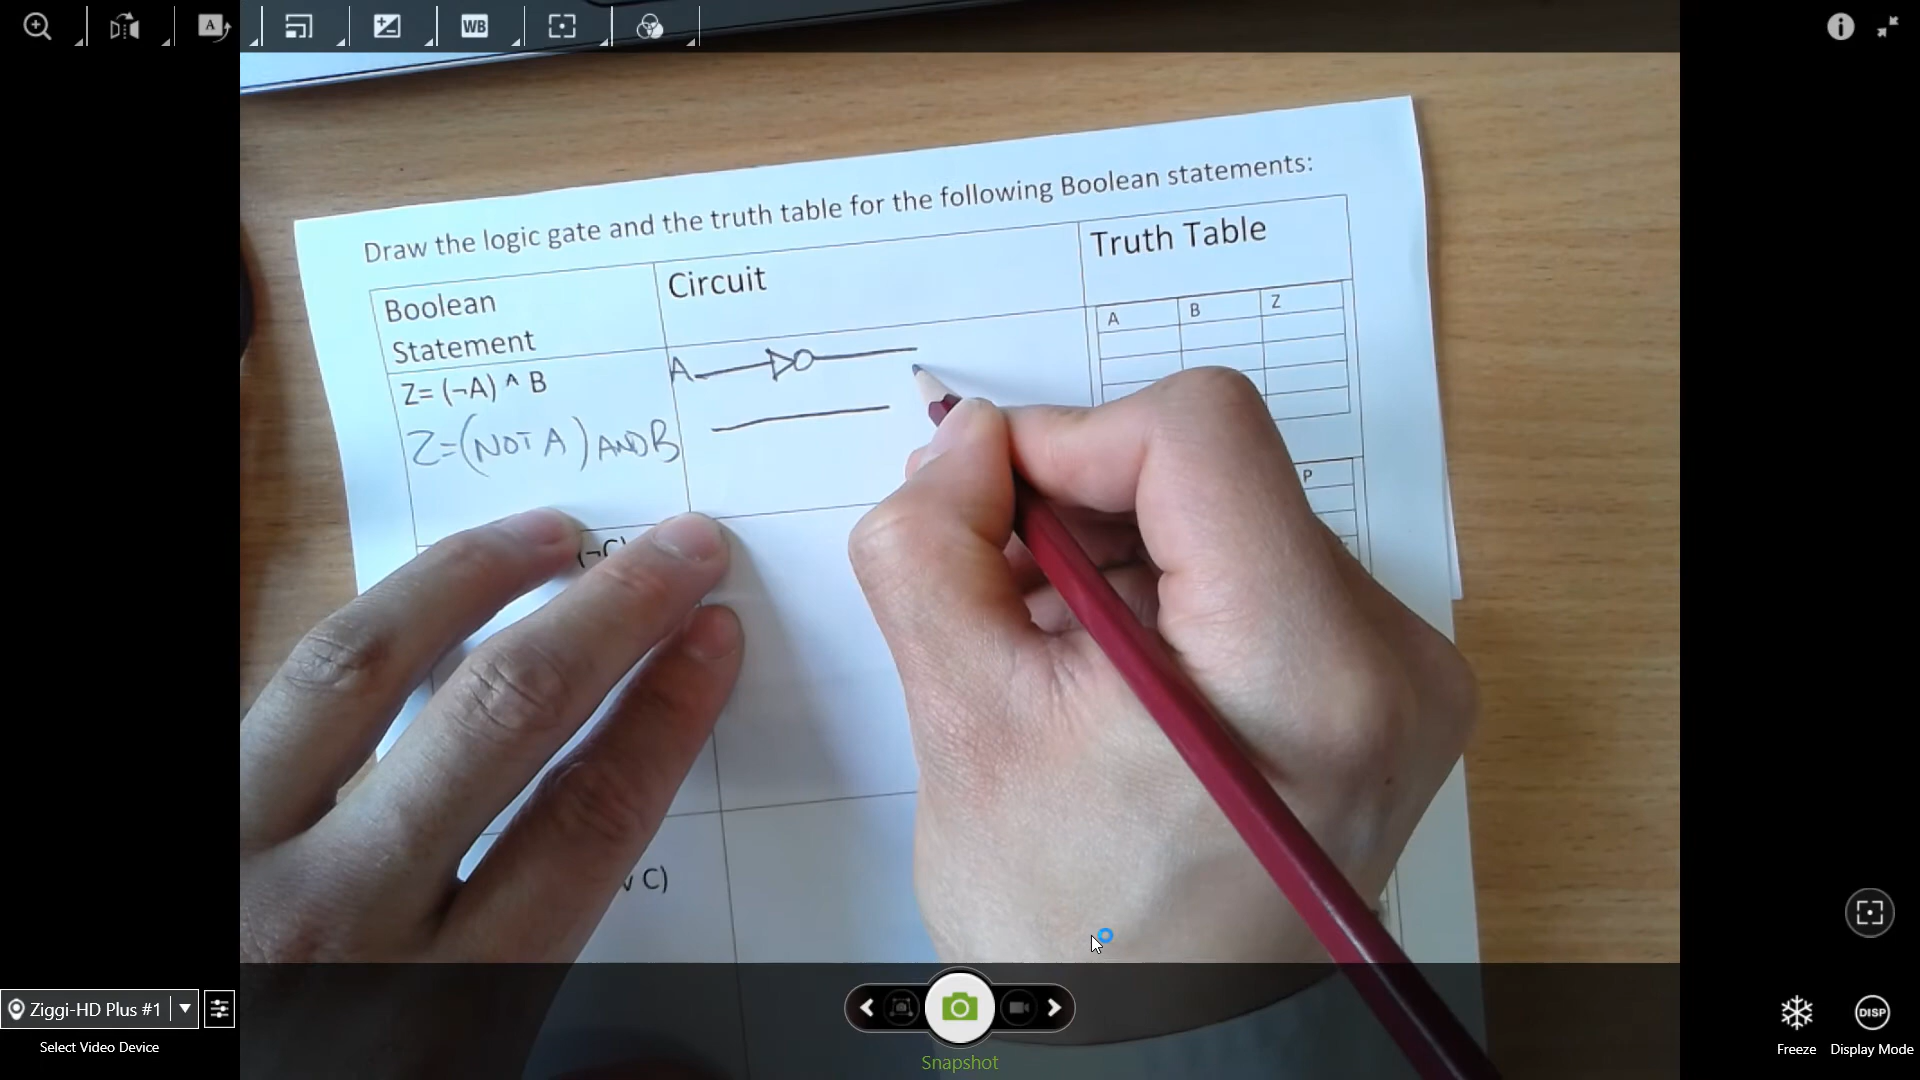 A
WB
Draw the logic gate and the truth table for the following Boolean statements:
Boolean
Statement
Circuit
Truth Table
Z= (¬A) ^ B
Z=(NOT A) AND B
A
A B Z
P
(¬C)
v C)
DISP
Ziggi-HD Plus #1
Select Video Device
Snapshot
Freeze
Display Mode